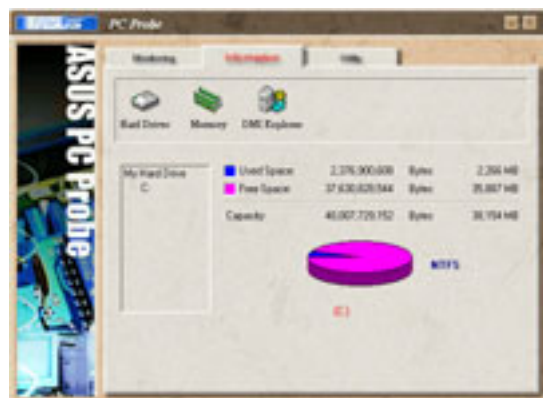 PC Probe
ASUS PC Probe
Monitoring Information Utility
Hard Drives Memory DMI Explorer
My Hard Drive
C:
Used Space 2,376,900,608 Bytes 2,266 MB
Free Space 37,630,828,544 Bytes 35,887 MB
Capacity 40,007,729,152 Bytes 38,154 MB
NTFS
(C:)